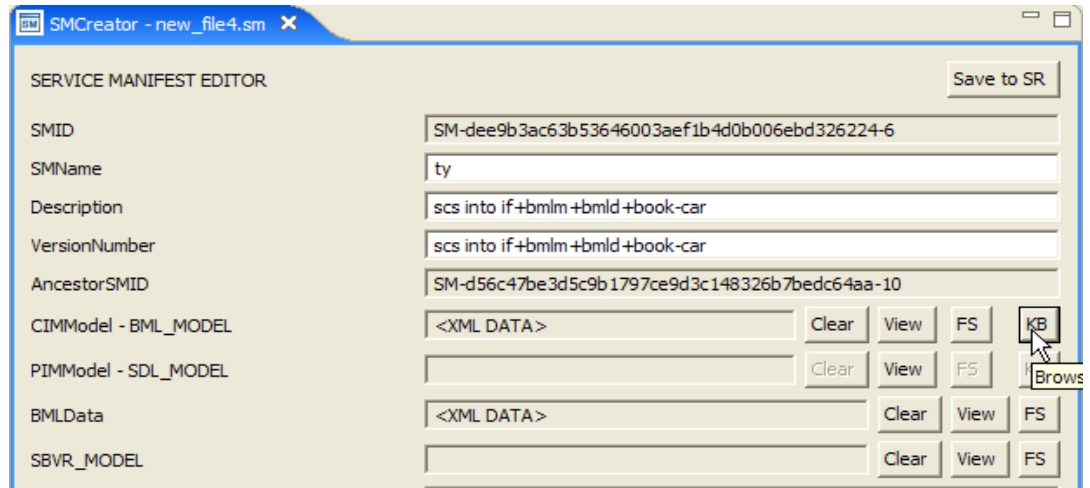 SM SMCreator - new_file4.sm
SERVICE MANIFEST EDITOR Save to SR
SMID SM-dee9b3ac63b53646003aef1b4d0b006ebd326224-6
SMName ty
Description scs into if+bmlm+bmld+book-car
VersionNumber scs into if+bmlm+bmld+book-car
AncestorSMID SM-d56c47be3d5c9b1797ce9d3c148326b7bedc64aa-10
CIMModel - BML_MODEL <XML DATA> Clear View FS KB
PIMModel - SDL_MODEL Clear View FS
Brows
BMLData <XML DATA> Clear View FS
SBVR_MODEL Clear View FS